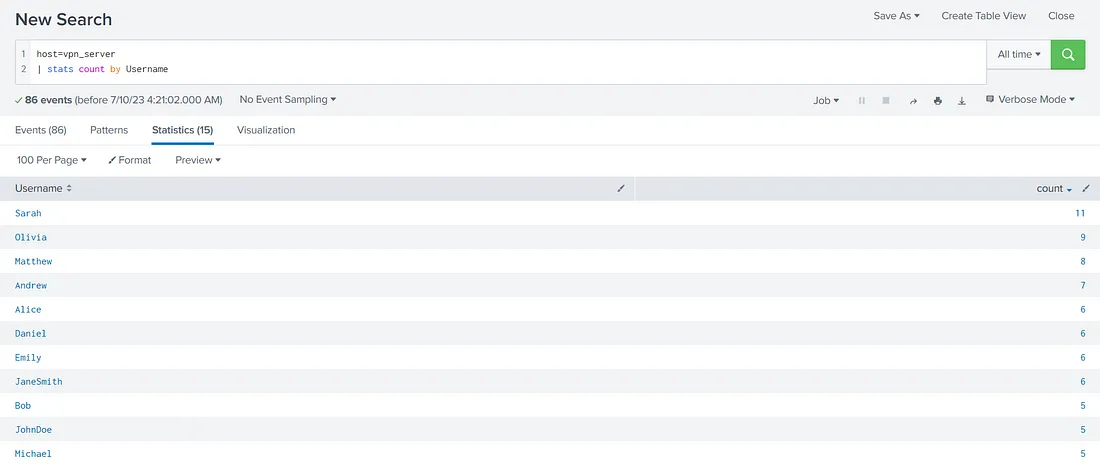 New Search
Save As Create Table View Close
1 host=vpn_server
2 | stats count by Username
All time
86 events (before 7/10/23 4:21:02.000 AM) No Event Sampling
Job Verbose Mode
Events (86) Patterns Statistics (15) Visualization
100 Per Page Format Preview
Username count
Sarah 11
Olivia 9
Matthew 8
Andrew 7
Alice 6
Daniel 6
Emily 6
JaneSmith 6
Bob 5
JohnDoe 5
Michael 5